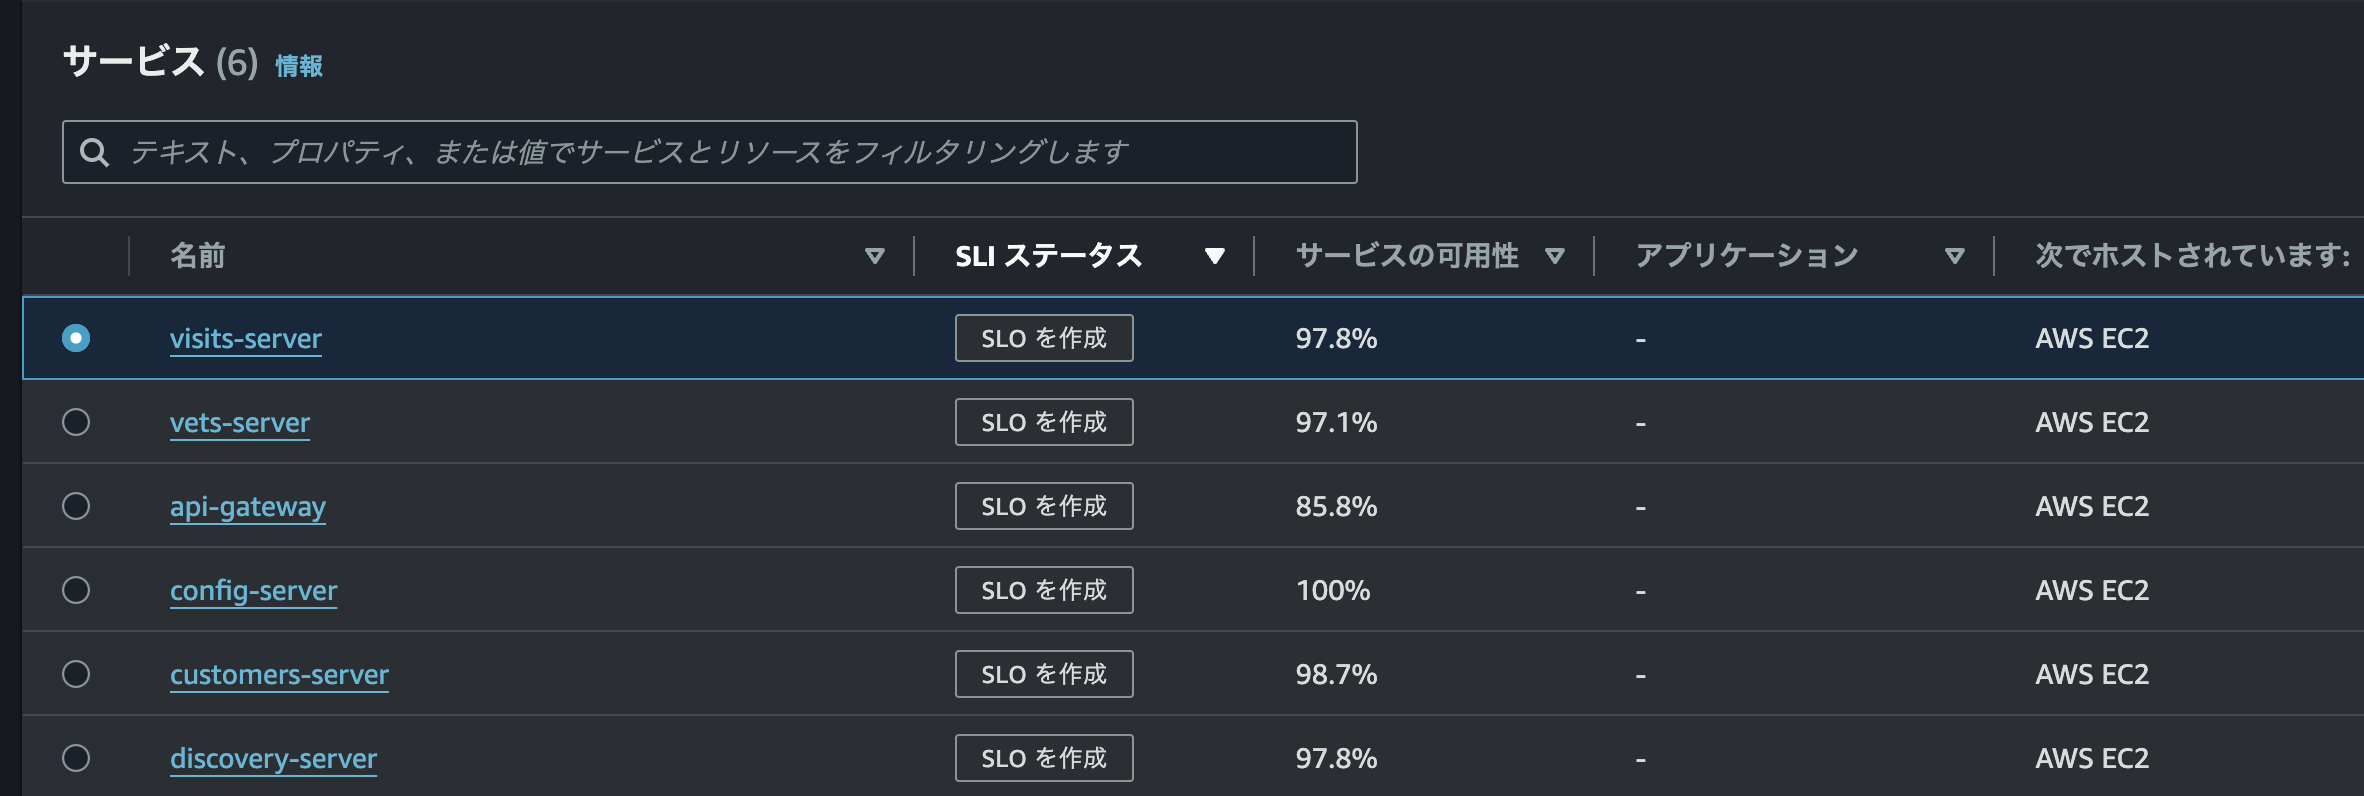 サービス (6) 情報
テキスト、プロパティ、または値でサービスとリソースをフィルタリングします
名前 SLI ステータス サービスの可用性 アプリケーション 次でホストされています:
visits-server SLO を作成 97.8% - AWS EC2
vets-server SLO を作成 97.1% - AWS EC2
api-gateway SLO を作成 85.8% - AWS EC2
config-server SLO を作成 100% - AWS EC2
customers-server SLO を作成 98.7% - AWS EC2
discovery-server SLO を作成 97.8% - AWS EC2